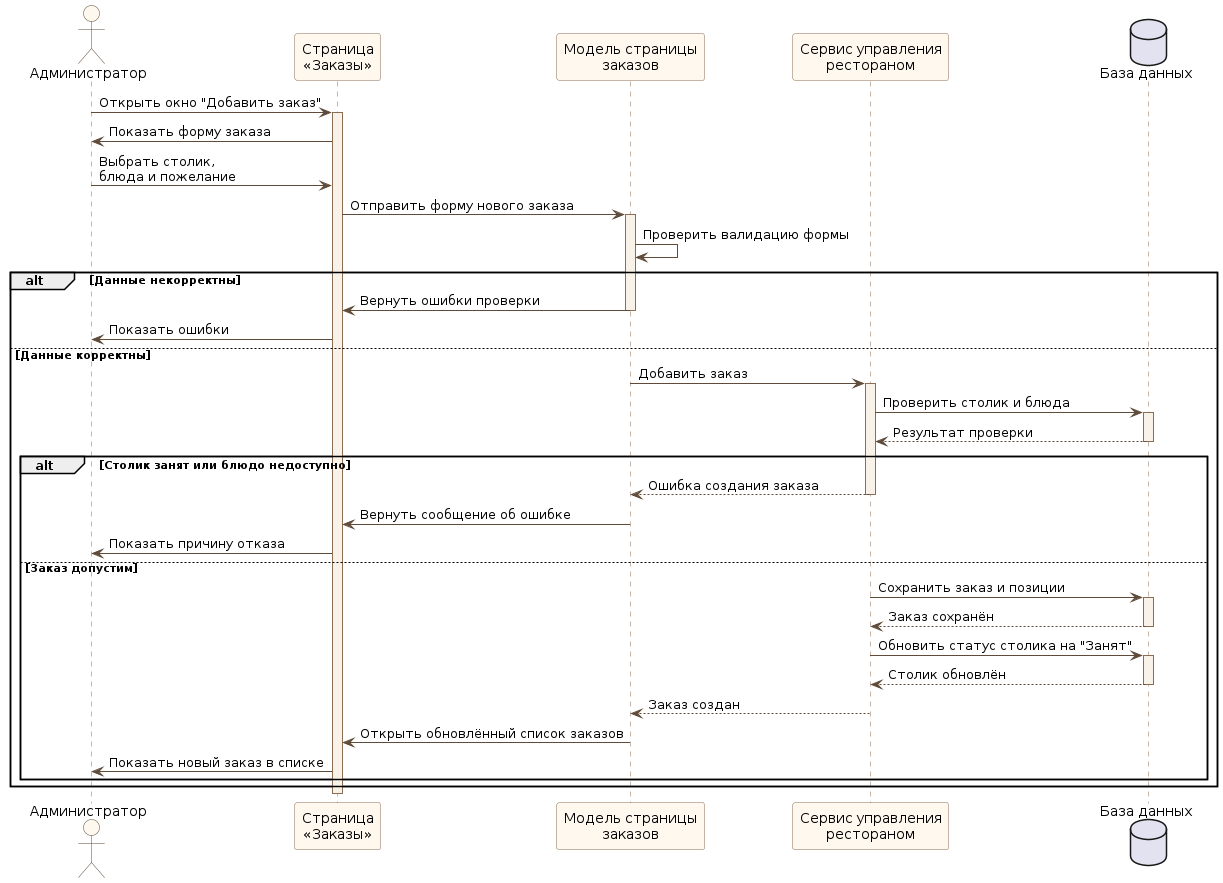 Администратор
Страница
«Заказы»
Модель страницы
заказов
Сервис управления
рестораном
База данных
Открыть окно "Добавить заказ"
Показать форму заказа
Выбрать столик,
блюда и пожелание
Отправить форму нового заказа
Проверить валидацию формы
alt [Данные некорректны]
Вернуть ошибки проверки
Показать ошибки
[Данные корректны]
Добавить заказ
Проверить столик и блюда
Результат проверки
alt [Столик занят или блюдо недоступно]
Ошибка создания заказа
Вернуть сообщение об ошибке
Показать причину отказа
[Заказ допустим]
Сохранить заказ и позиции
Заказ сохранён
Обновить статус столика на "Занят"
Столик обновлён
Заказ создан
Открыть обновлённый список заказов
Показать новый заказ в списке
Администратор
Страница
«Заказы»
Модель страницы
заказов
Сервис управления
рестораном
База данных